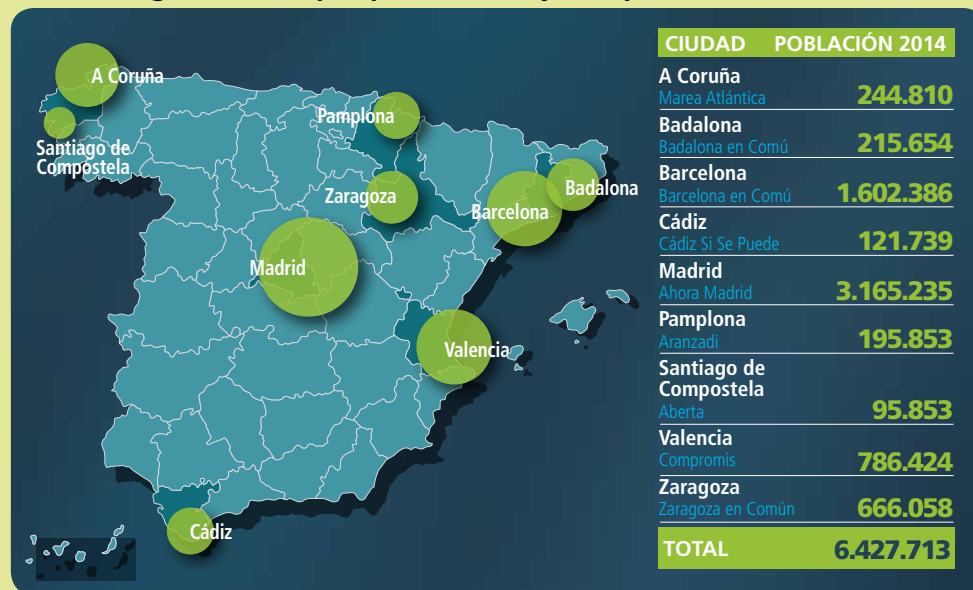 A Coruña
Santiago de
Compostela
Pamplona
Zaragoza
Barcelona
Badalona
Madrid
Valencia
Cádiz
CIUDAD POBLACIÓN 2014
A Coruña
Marea Atlántica 244.810
Badalona
Badalona en Comú 215.654
Barcelona
Barcelona en Comú 1.602.386
Cádiz
Cádiz Si Se Puede 121.739
Madrid
Ahora Madrid 3.165.235
Pamplona
Aranzadi 195.853
Santiago de
Compostela
Aberta 95.853
Valencia
Compromis 786.424
Zaragoza
Zaragoza en Común 666.058
TOTAL 6.427.713